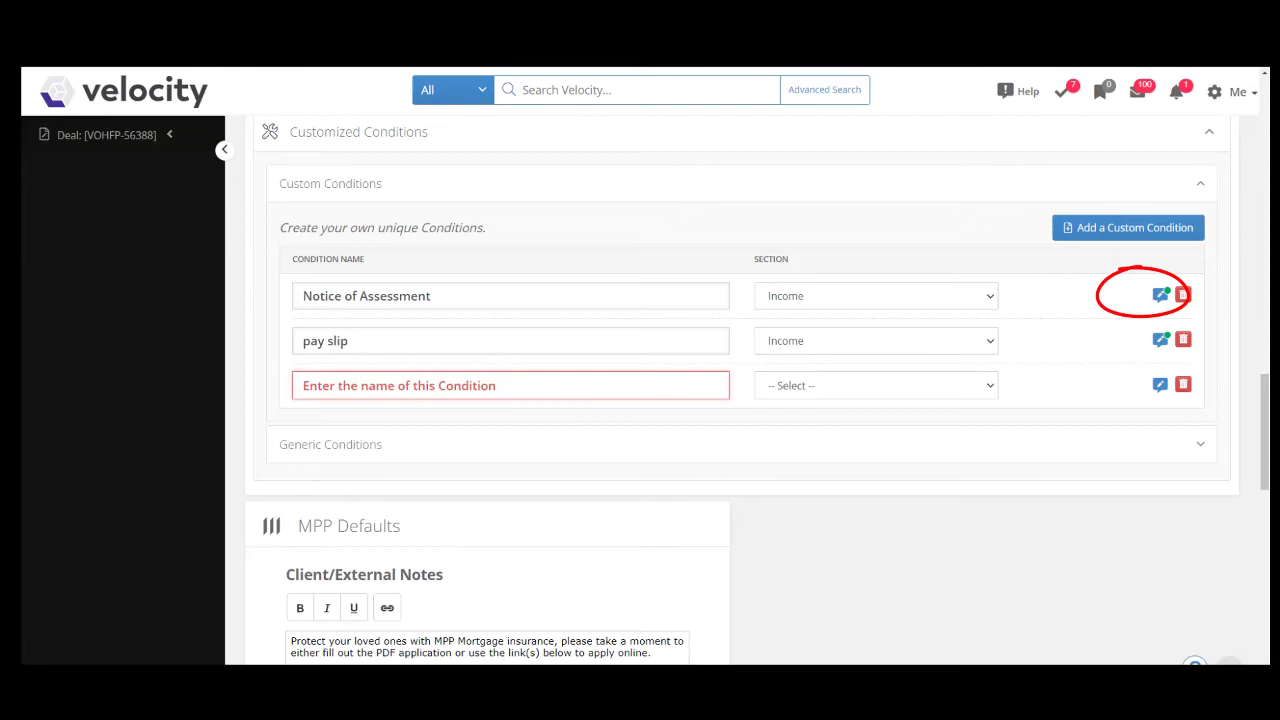 velocity
All
Search Velocity...
Advanced Search
Help
7
0
100
1
Me
Deal: [VOHFP-56388]
Customized Conditions
Custom Conditions
Create your own unique Conditions.
Add a Custom Condition
CONDITION NAME
SECTION
Notice of Assessment
Income
pay slip
Income
Enter the name of this Condition
-- Select --
Generic Conditions
MPP Defaults
Client/External Notes
B I U
Protect your loved ones with MPP Mortgage insurance, please take a moment to
either fill out the PDF application or use the link(s) below to apply online.